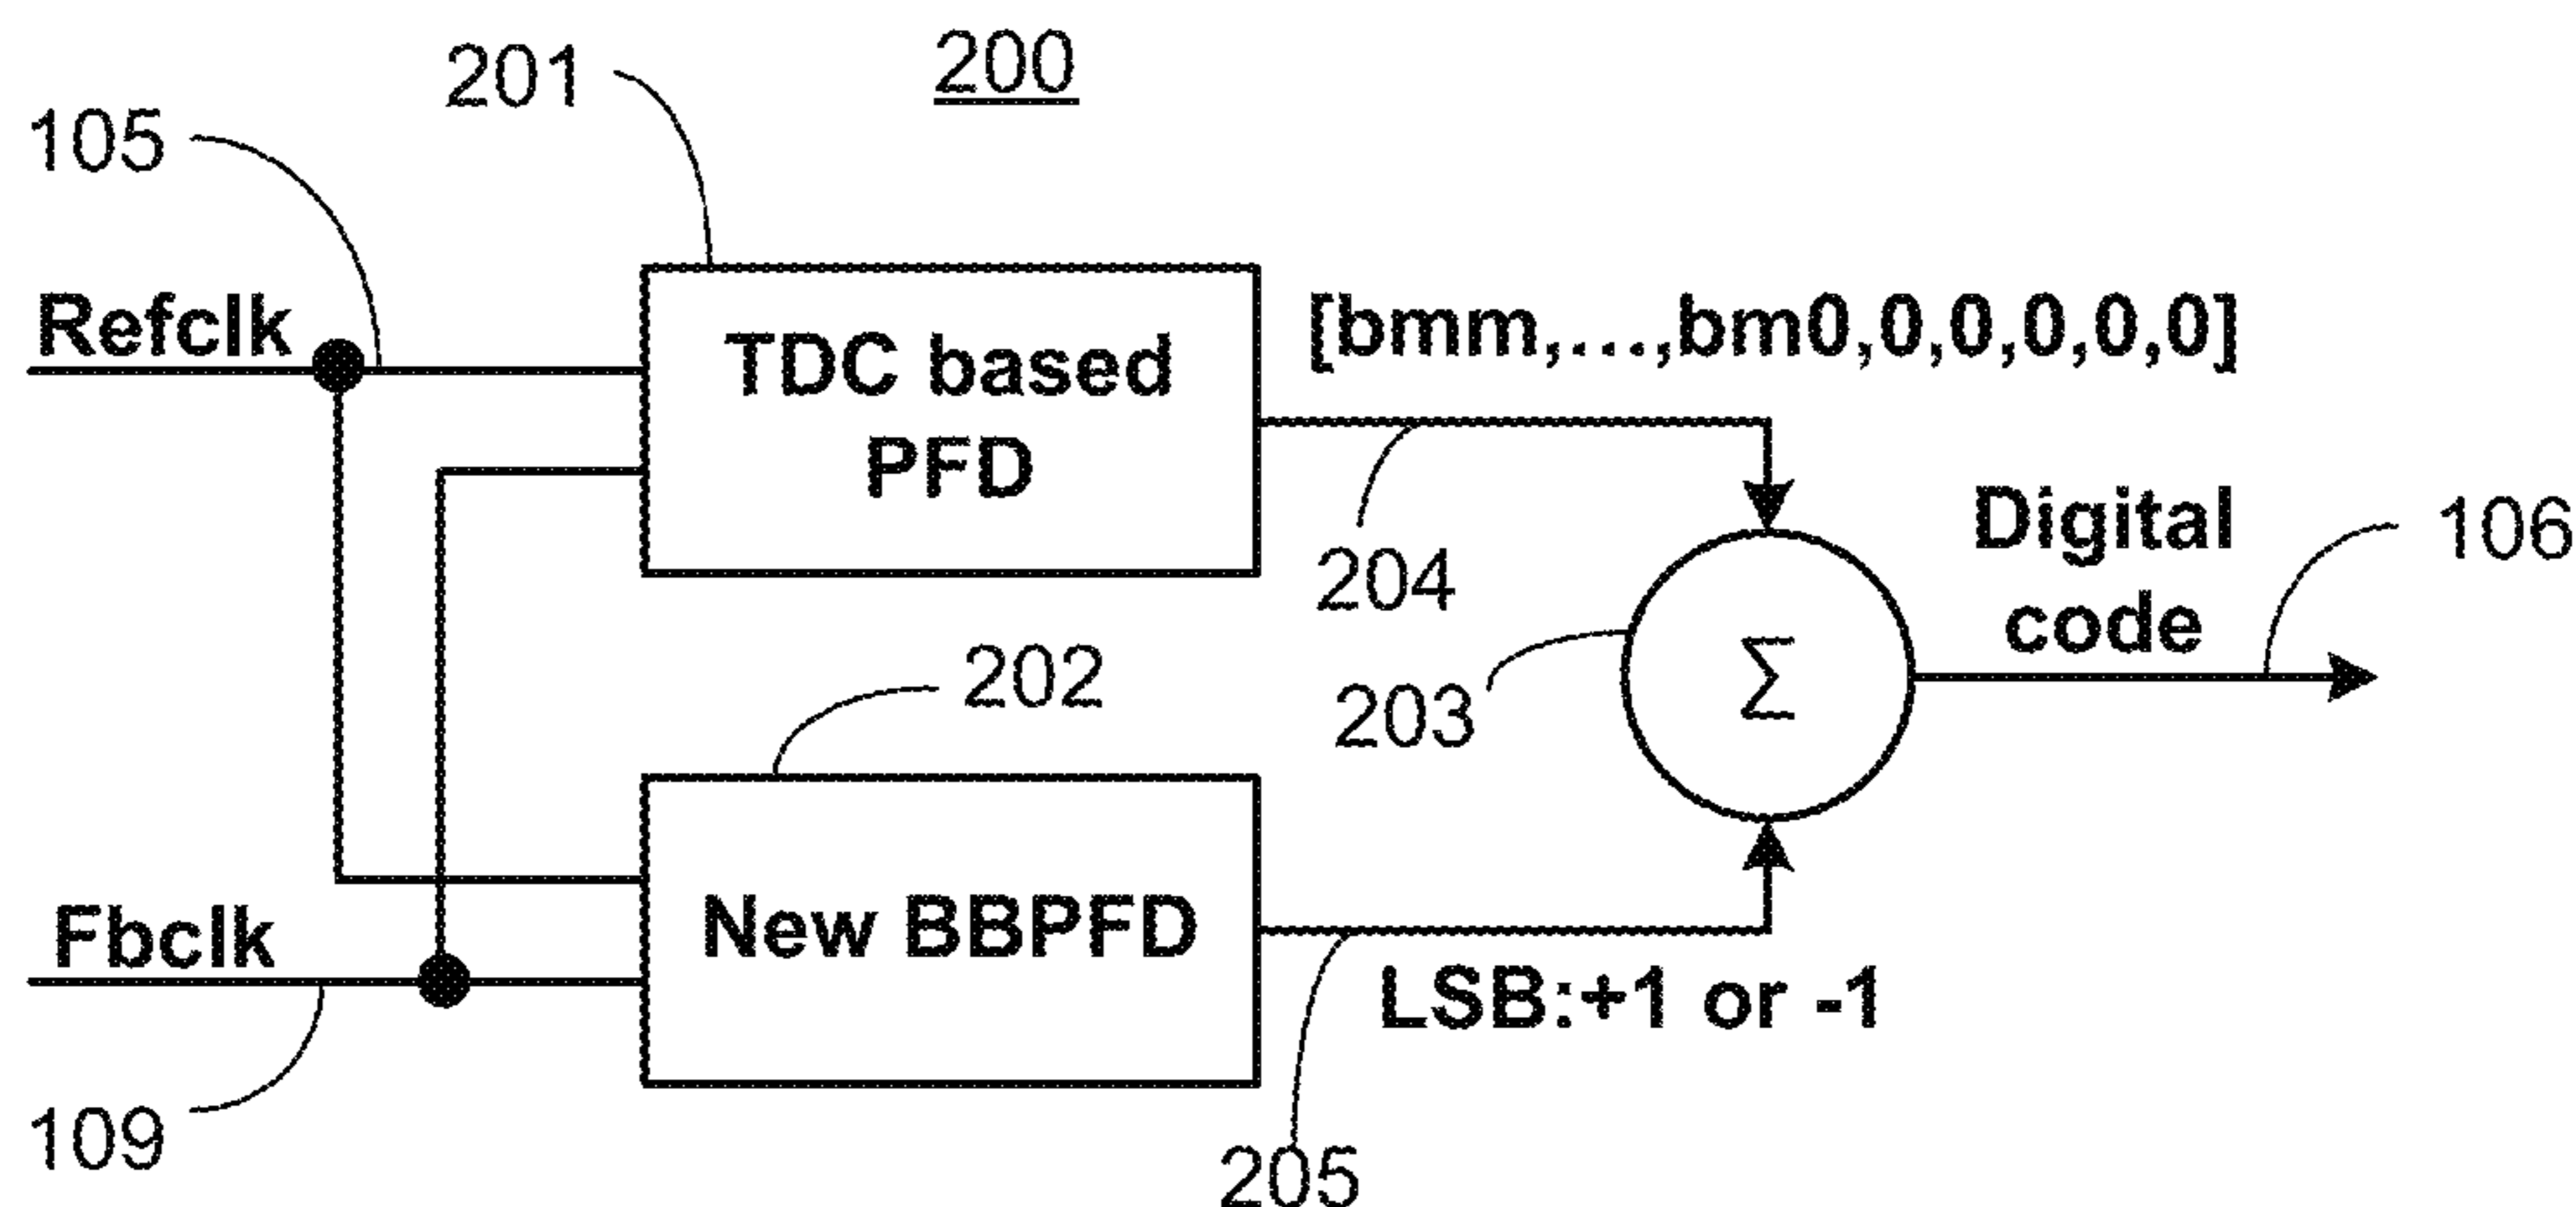 200
201
105
Refclk
TDC based
PFD
[bmm,...,bm0,0,0,0,0,0]
204
Digital
code
106
203
Σ
202
Fbclk
New BBPFD
LSB:+1 or -1
109
205